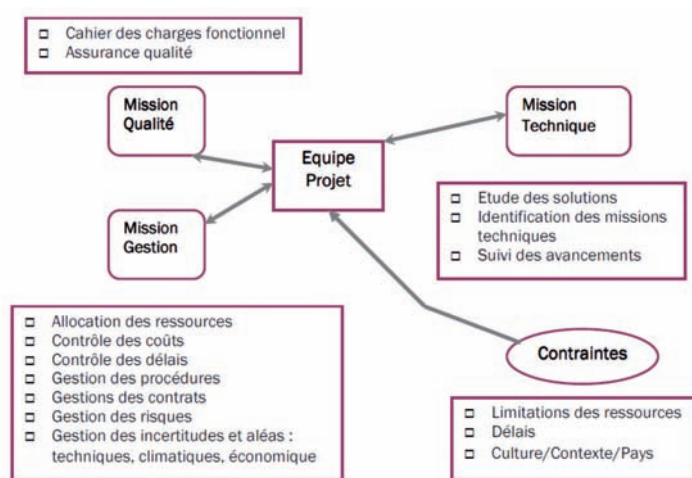 Cahier des charges fonctionnel
Assurance qualité
Mission
Qualité
Mission
Technique
Equipe
Projet
Etude des solutions
Identification des missions
techniques
Suivi des avancements
Mission
Gestion
Allocation des ressources
Contrôle des coûts
Contrôle des délais
Gestion des procédures
Gestions des contrats
Gestion des risques
Gestion des incertitudes et aléas :
techniques, climatiques, économique
Contraintes
Limitations des ressources
Délais
Culture/Contexte/Pays